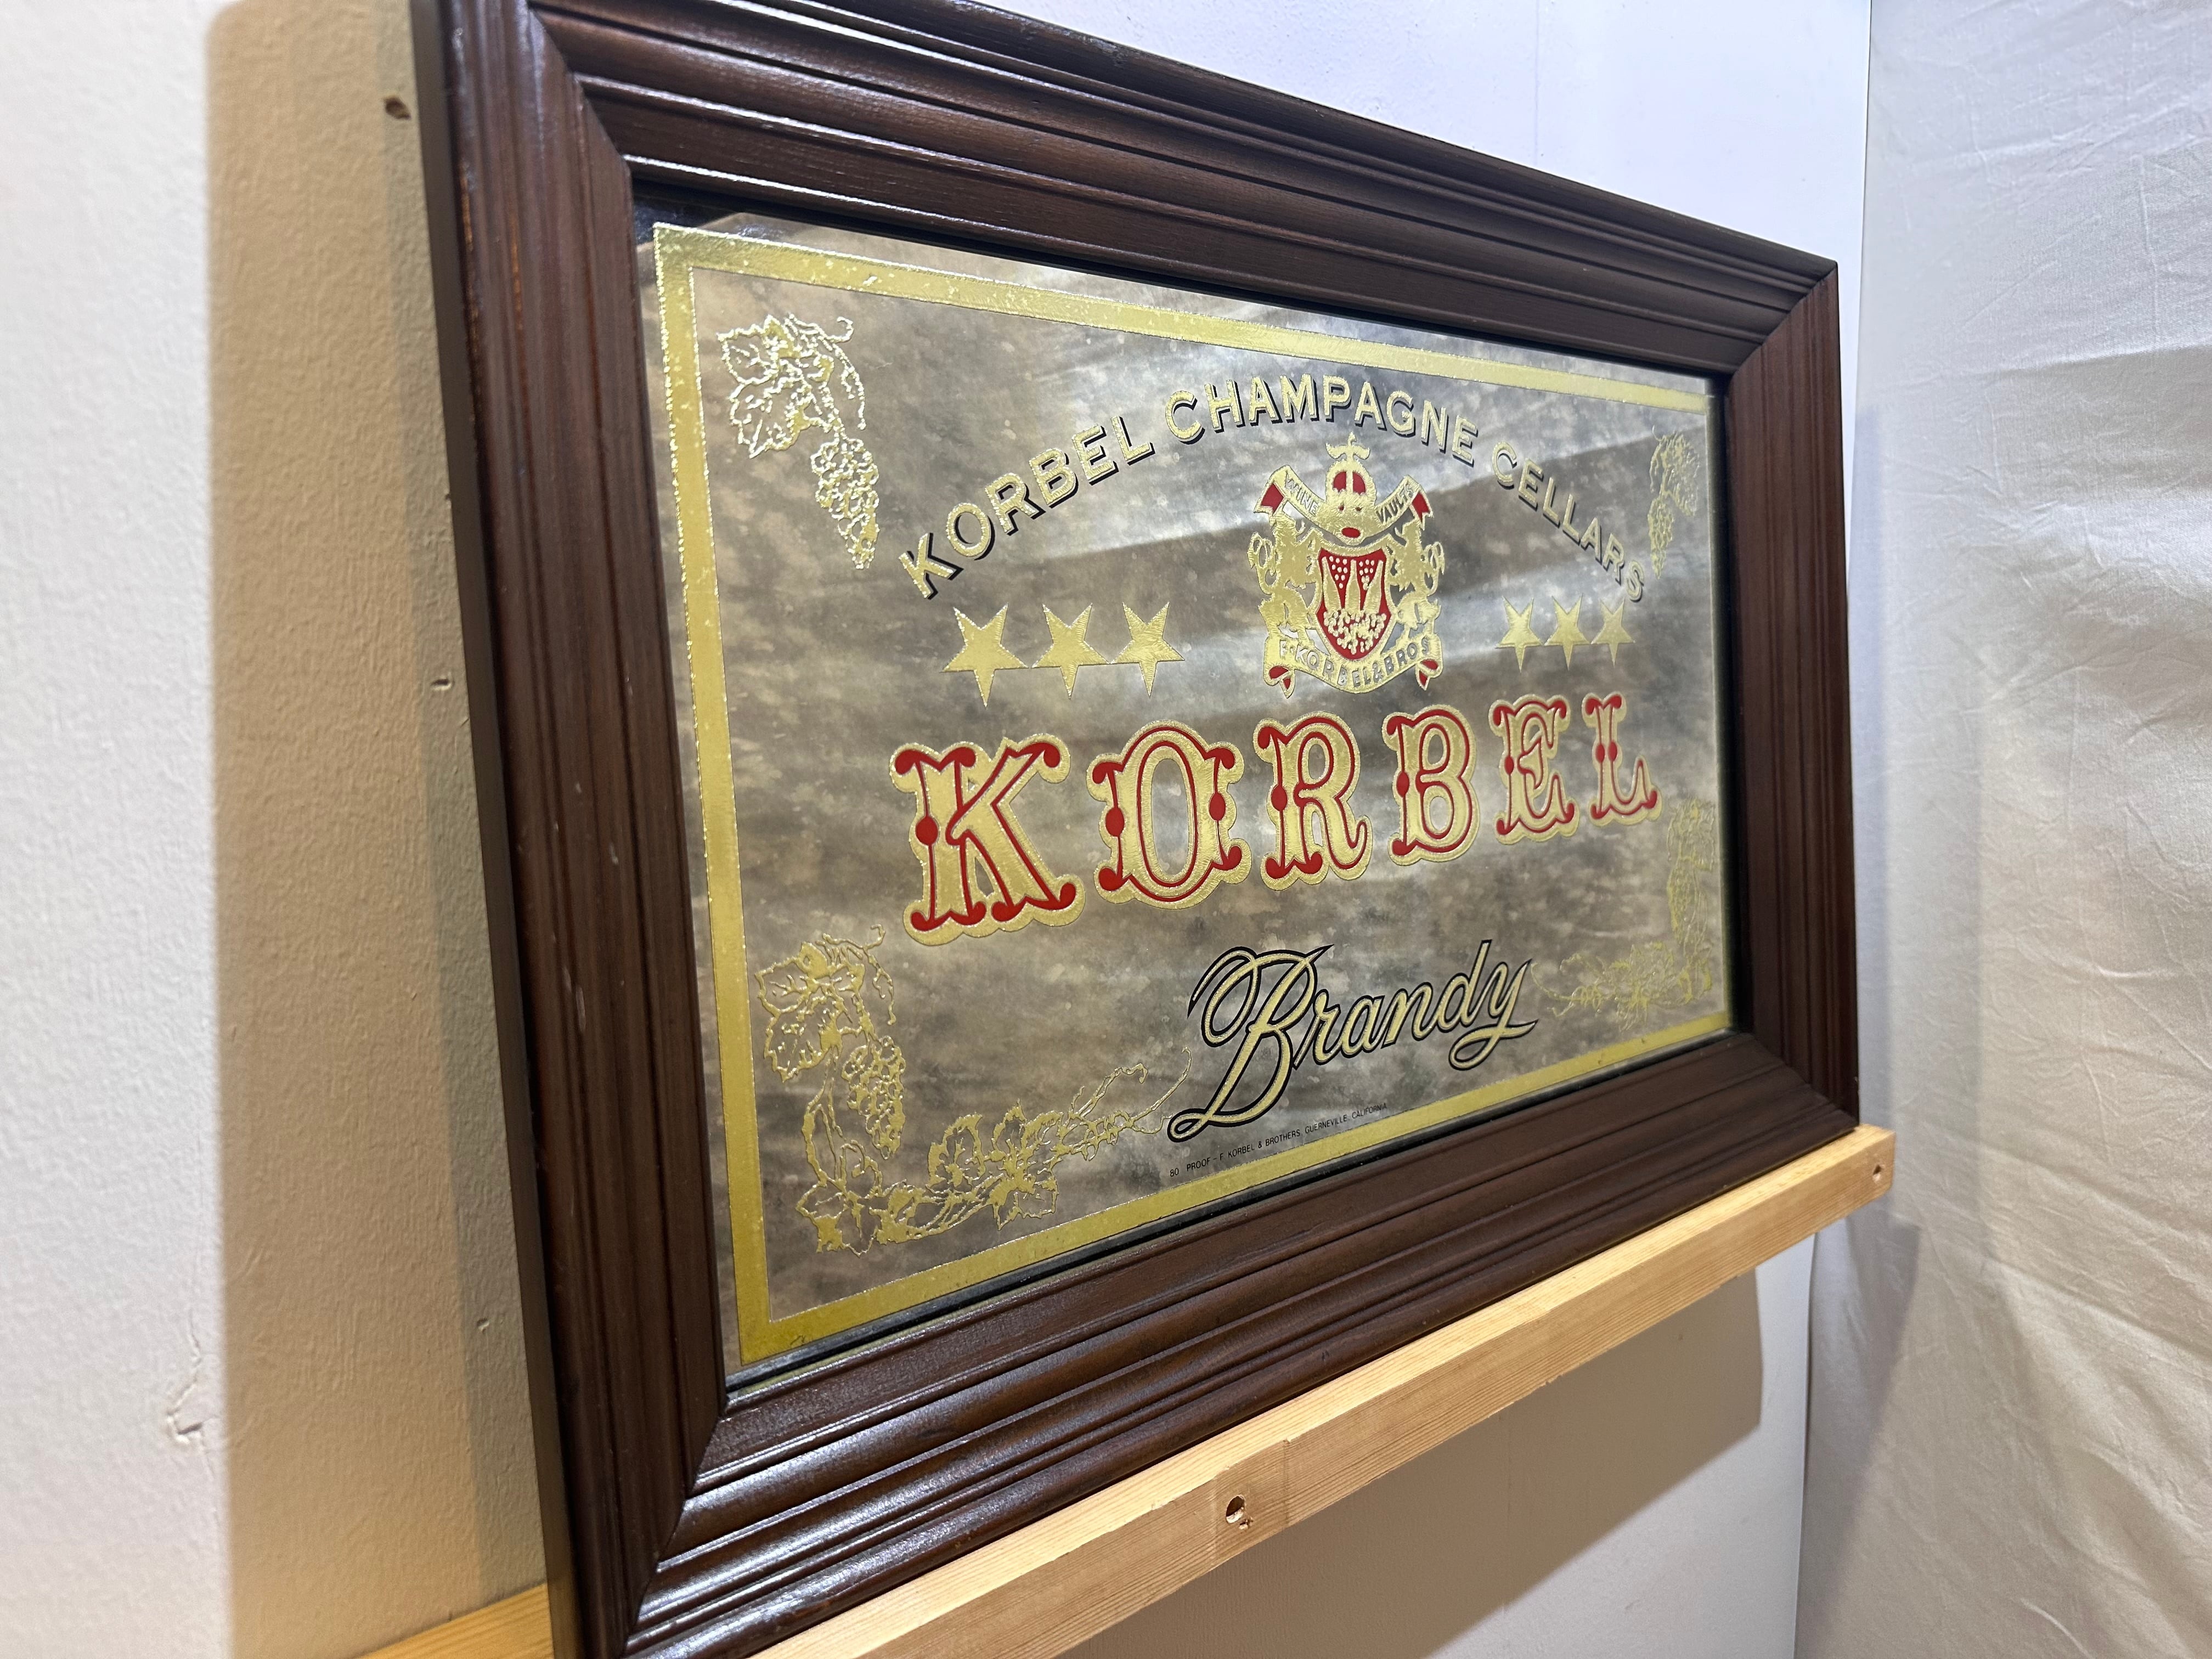 KORBEL CHAMPAGNE CELLARS
WINE VAULTS
F. KORBEL & BROS
KORBEL
Brandy
80 PROOF - F. KORBEL & BROTHERS, GUERNEVILLE, CALIFORNIA